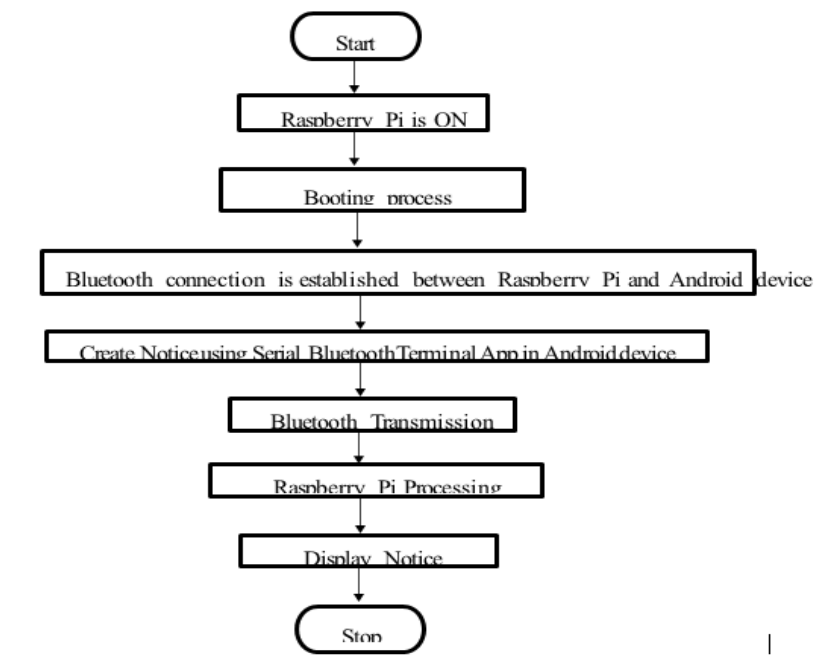 Start
Raspberry Pi is ON
Booting process
Bluetooth connection is established between Raspberry Pi and Android device
Create Notice using Serial Bluetooth Terminal App in Android device
Bluetooth Transmission
Raspberry Pi Processing
Display Notice
Stop